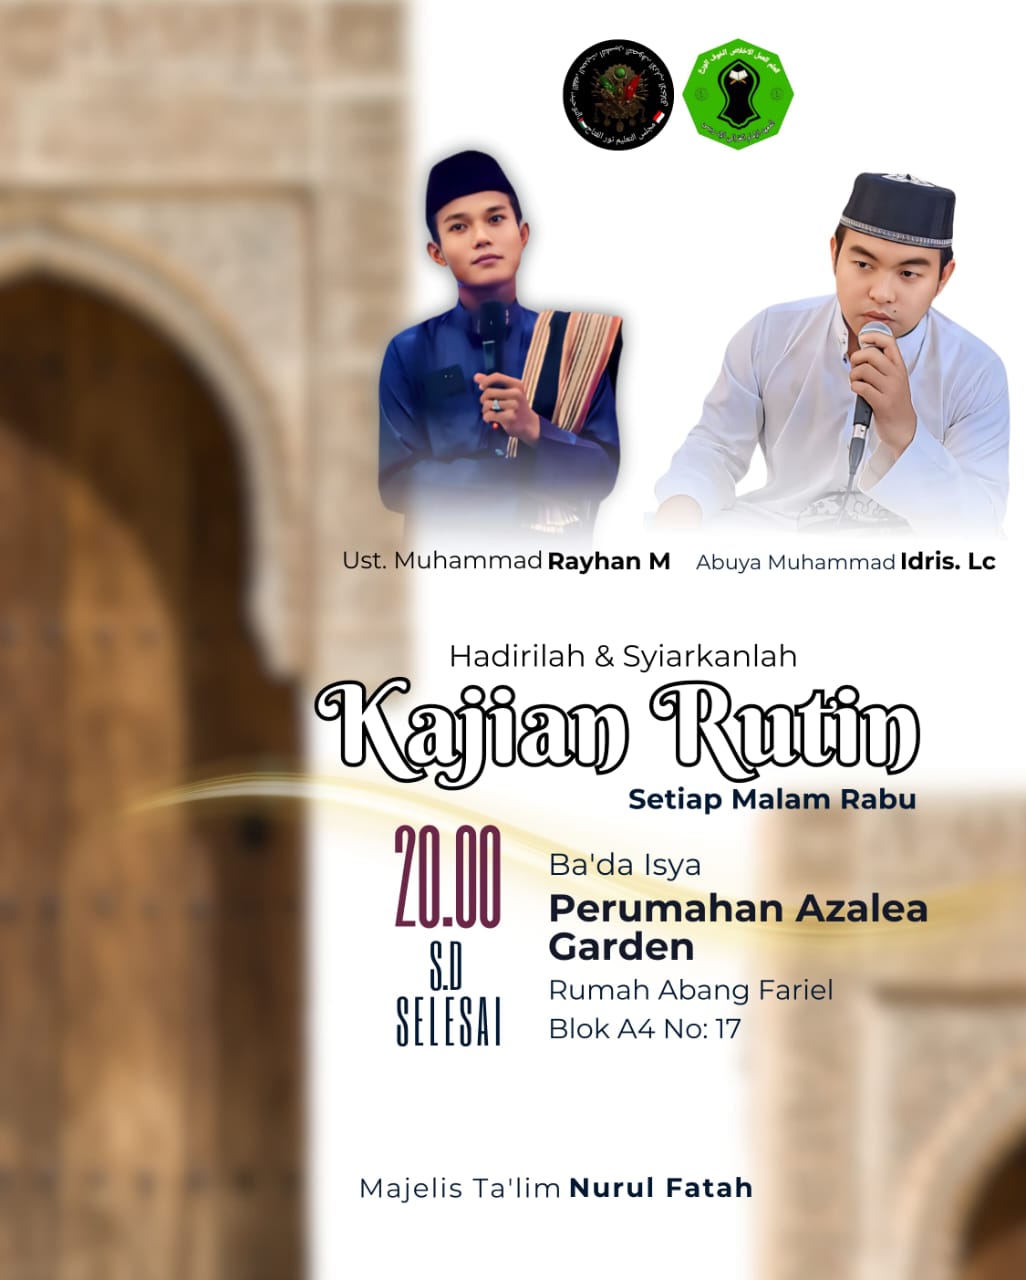 Ust. Muhammad Rayhan M
Abuya Muhammad Idris. Lc
Hadirilah & Syiarkanlah
Kajian Rutin
Setiap Malam Rabu
20.00
S.D
SELESAI
Ba'da Isya
Perumahan Azalea
Garden
Rumah Abang Fariel
Blok A4 No: 17
Majelis Ta'lim Nurul Fatah